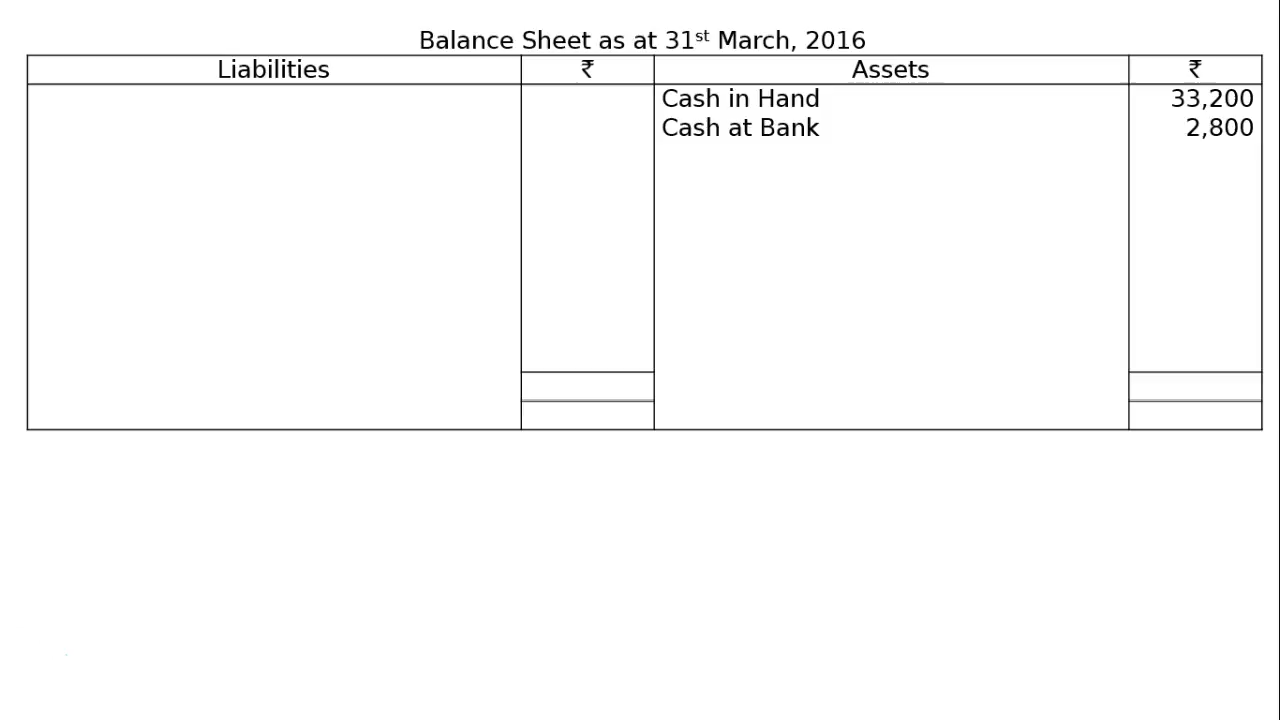 Balance Sheet as at 31st March, 2016
Liabilities ₹ Assets ₹
Cash in Hand 33,200
Cash at Bank 2,800